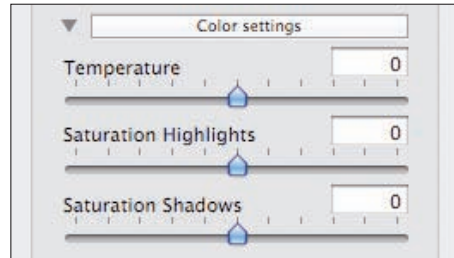 Color settings
Temperature 0
Saturation Highlights 0
Saturation Shadows 0